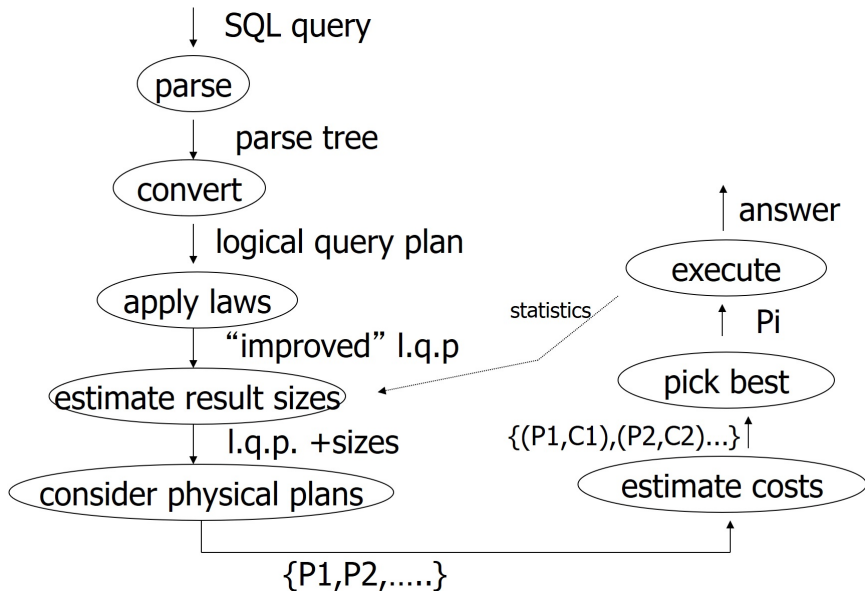 SQL query
parse
parse tree
convert
logical query plan
apply laws
“improved” l.q.p
estimate result sizes
l.q.p. +sizes
consider physical plans
{P1,P2,…..}
estimate costs
{(P1,C1),(P2,C2)...}
pick best
Pi
execute
answer
statistics